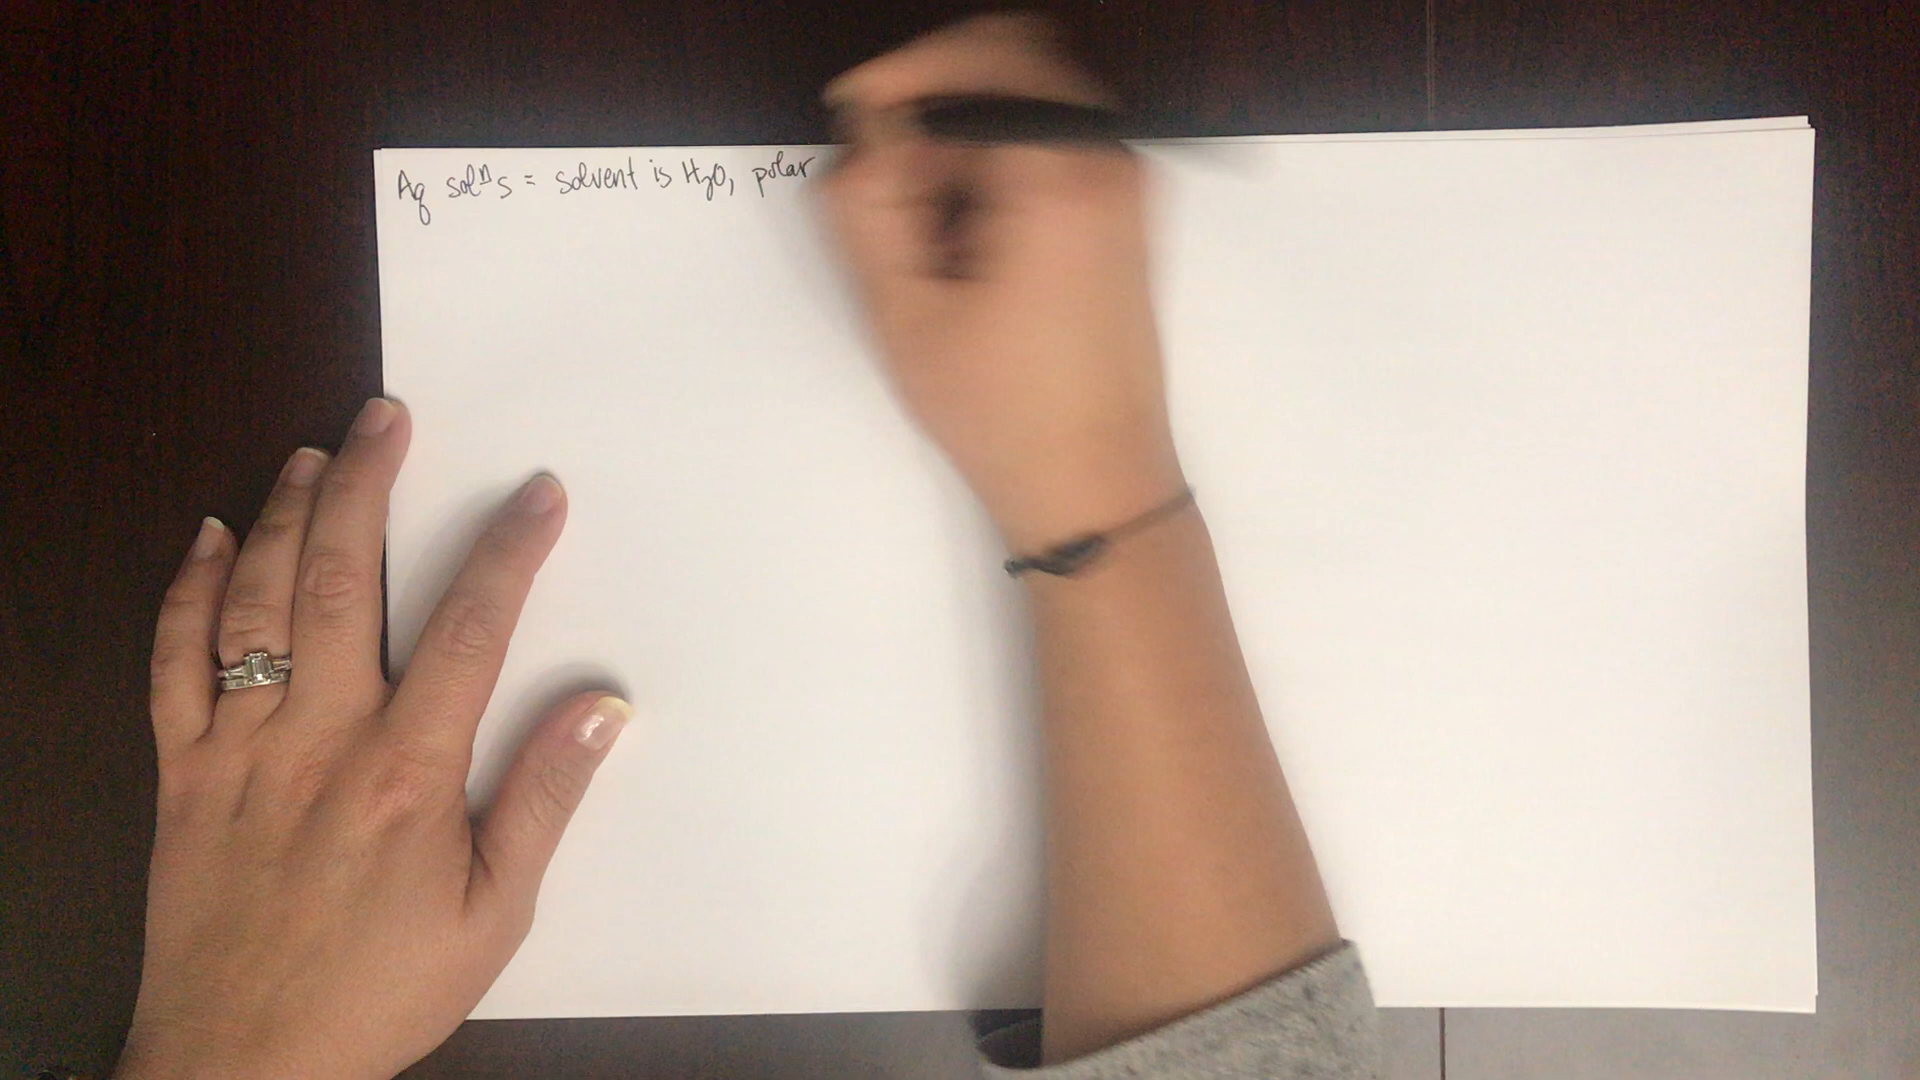 Aq solⁿs = solvent is H₂O, polar